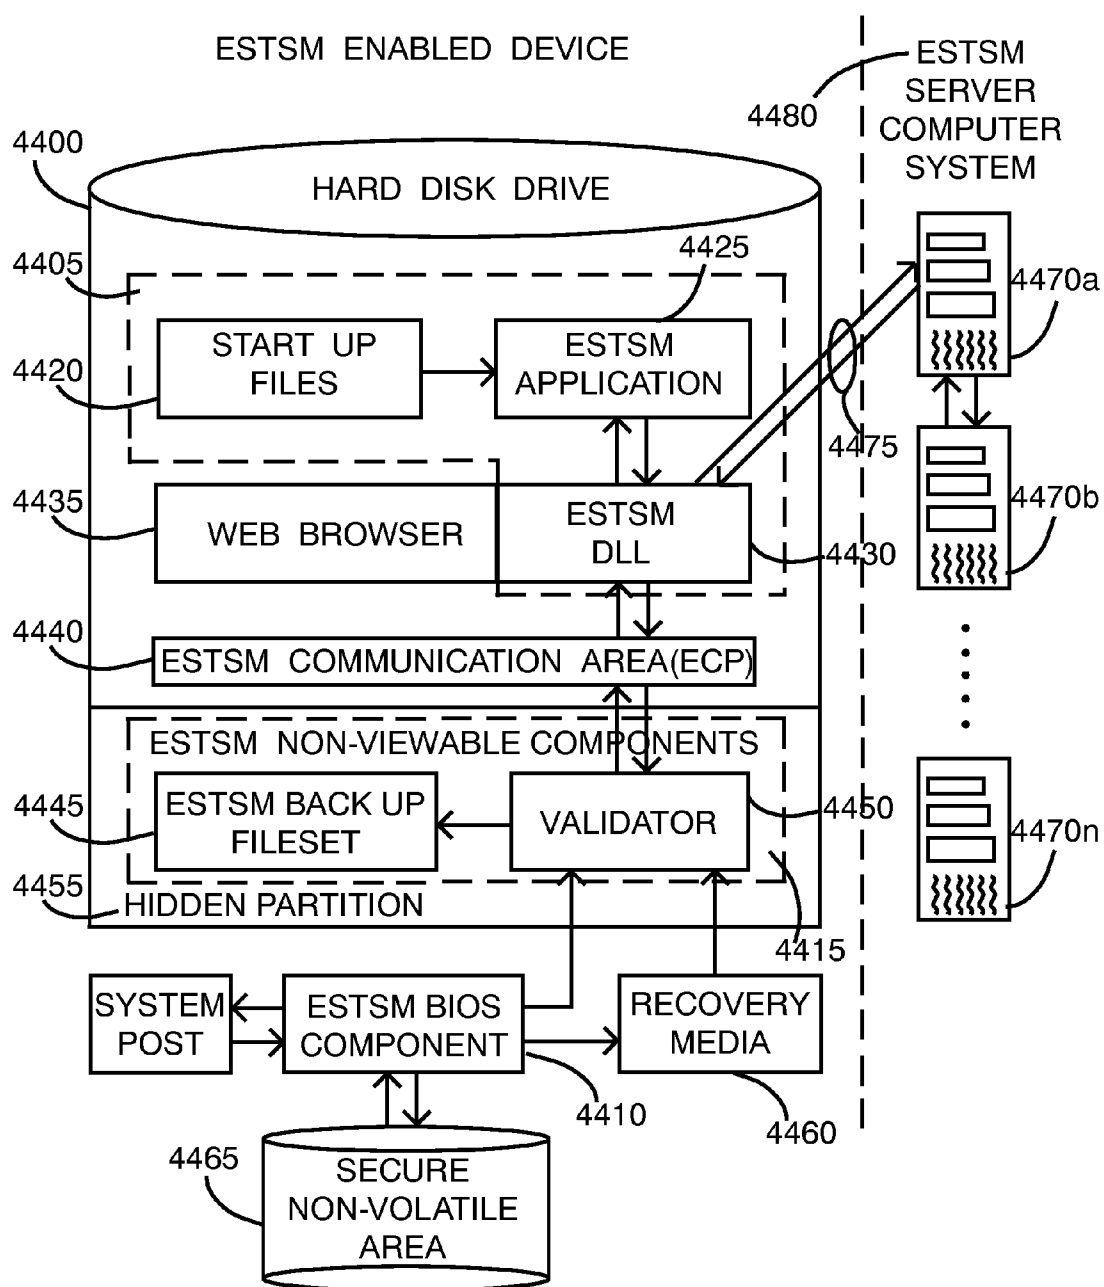 ESTSM ENABLED DEVICE
ESTSM
SERVER
COMPUTER
SYSTEM
4480
4400
HARD DISK DRIVE
4405
4425
4470a
START UP
FILES
ESTSM
APPLICATION
4420
4475
4435
WEB BROWSER
ESTSM
DLL
4430
4470b
4440
ESTSM COMMUNICATION AREA(ECP)
ESTSM NON-VIEWABLE COMPONENTS
4445
ESTSM BACK UP
FILESET
VALIDATOR
4450
4470n
4455
HIDDEN PARTITION
4415
SYSTEM
POST
ESTSM BIOS
COMPONENT
RECOVERY
MEDIA
4410
4460
4465
SECURE
NON-VOLATILE
AREA